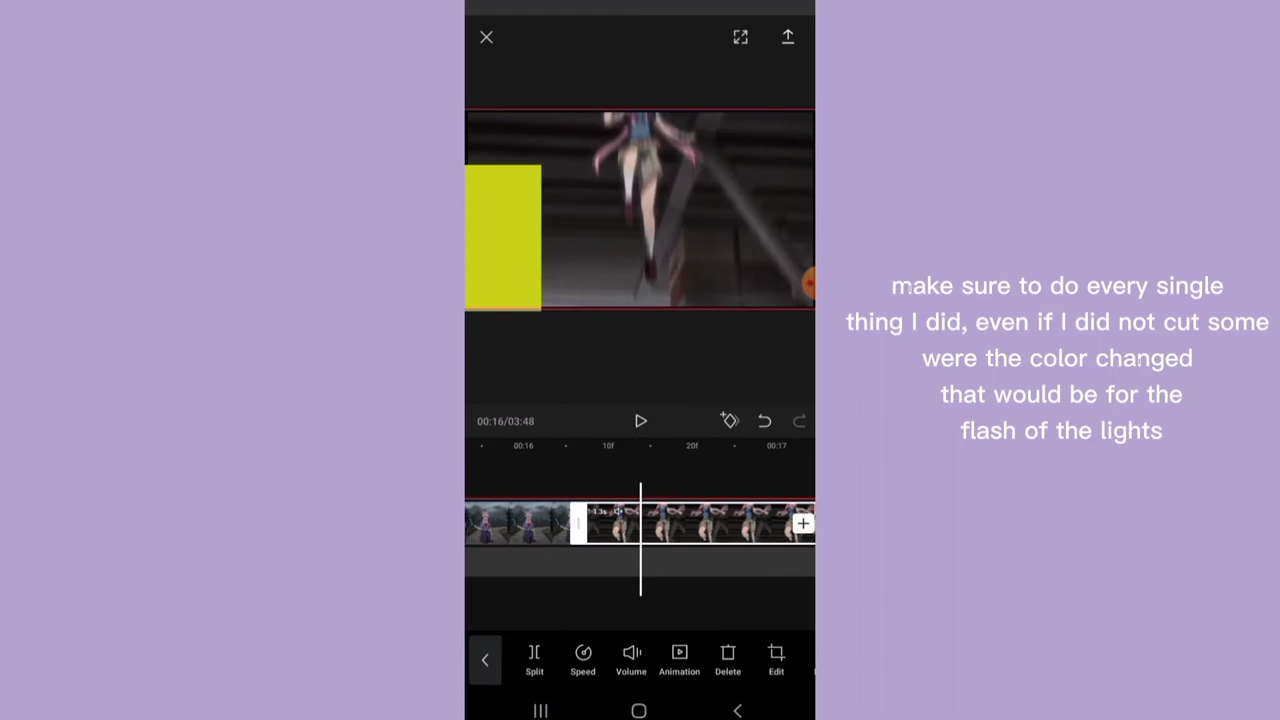 00:16/03:48
00:16
10f
20f
00:17
1.3s
Split
Speed
Volume
Animation
Delete
Edit
make sure to do every single
thing I did, even if I did not cut some
were the color changed
that would be for the
flash of the lights